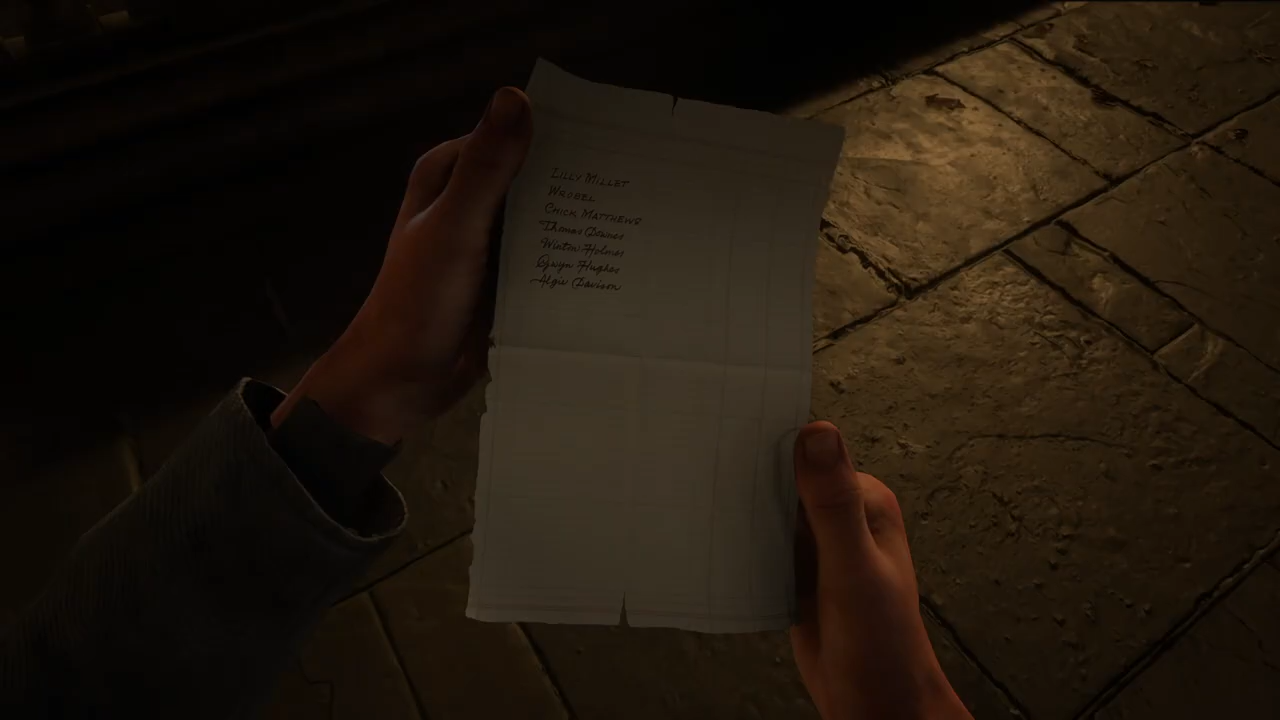 LILLY MILLET
WROBEL
CHICK MATTHEWS
Thomas Downes
Winton Holmes
Gwyn Hughes
Algie Davison